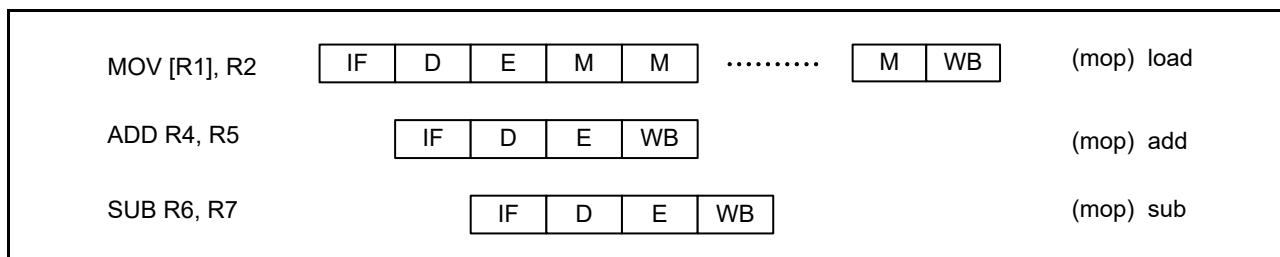 MOV [R1], R2 IF D E M M .......... M WB (mop) load
ADD R4, R5 IF D E WB (mop) add
SUB R6, R7 IF D E WB (mop) sub